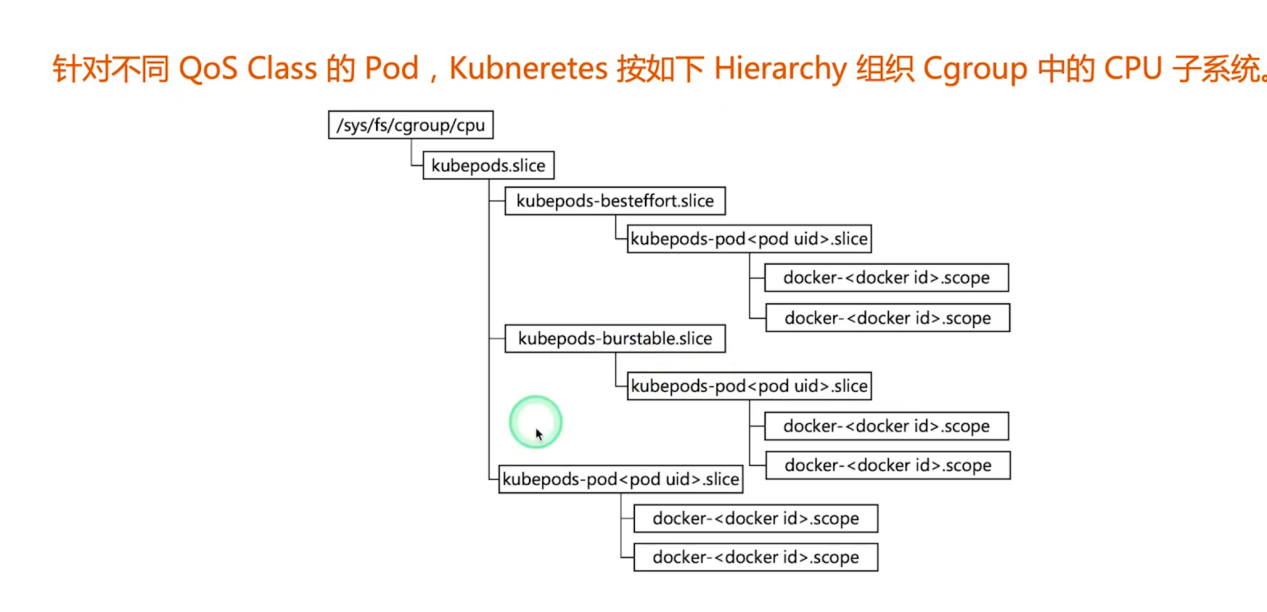 针对不同 QoS Class 的 Pod，Kubneretes 按如下 Hierarchy 组织 Cgroup 中的 CPU 子系统。
/sys/fs/cgroup/cpu
kubepods.slice
kubepods-besteffort.slice
kubepods-pod<pod uid>.slice
docker-<docker id>.scope
docker-<docker id>.scope
kubepods-burstable.slice
kubepods-pod<pod uid>.slice
docker-<docker id>.scope
docker-<docker id>.scope
kubepods-pod<pod uid>.slice
docker-<docker id>.scope
docker-<docker id>.scope